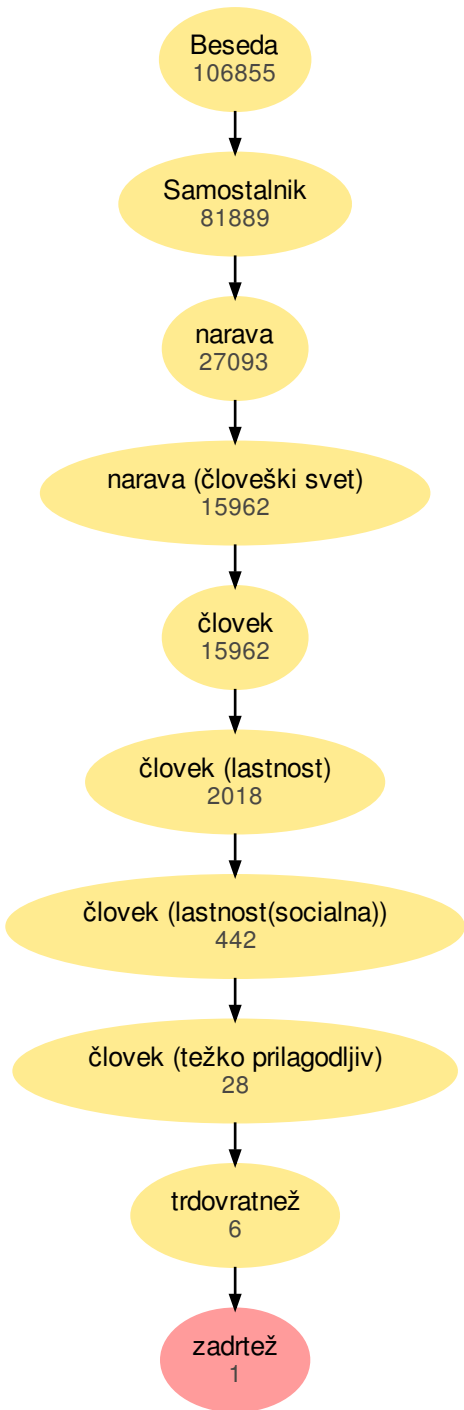 Beseda
106855
Samostalnik
81889
narava
27093
narava (človeški svet)
15962
človek
15962
človek (lastnost)
2018
človek (lastnost(socialna))
442
človek (težko prilagodljiv)
28
trdovratnež
6
zadrtež
1